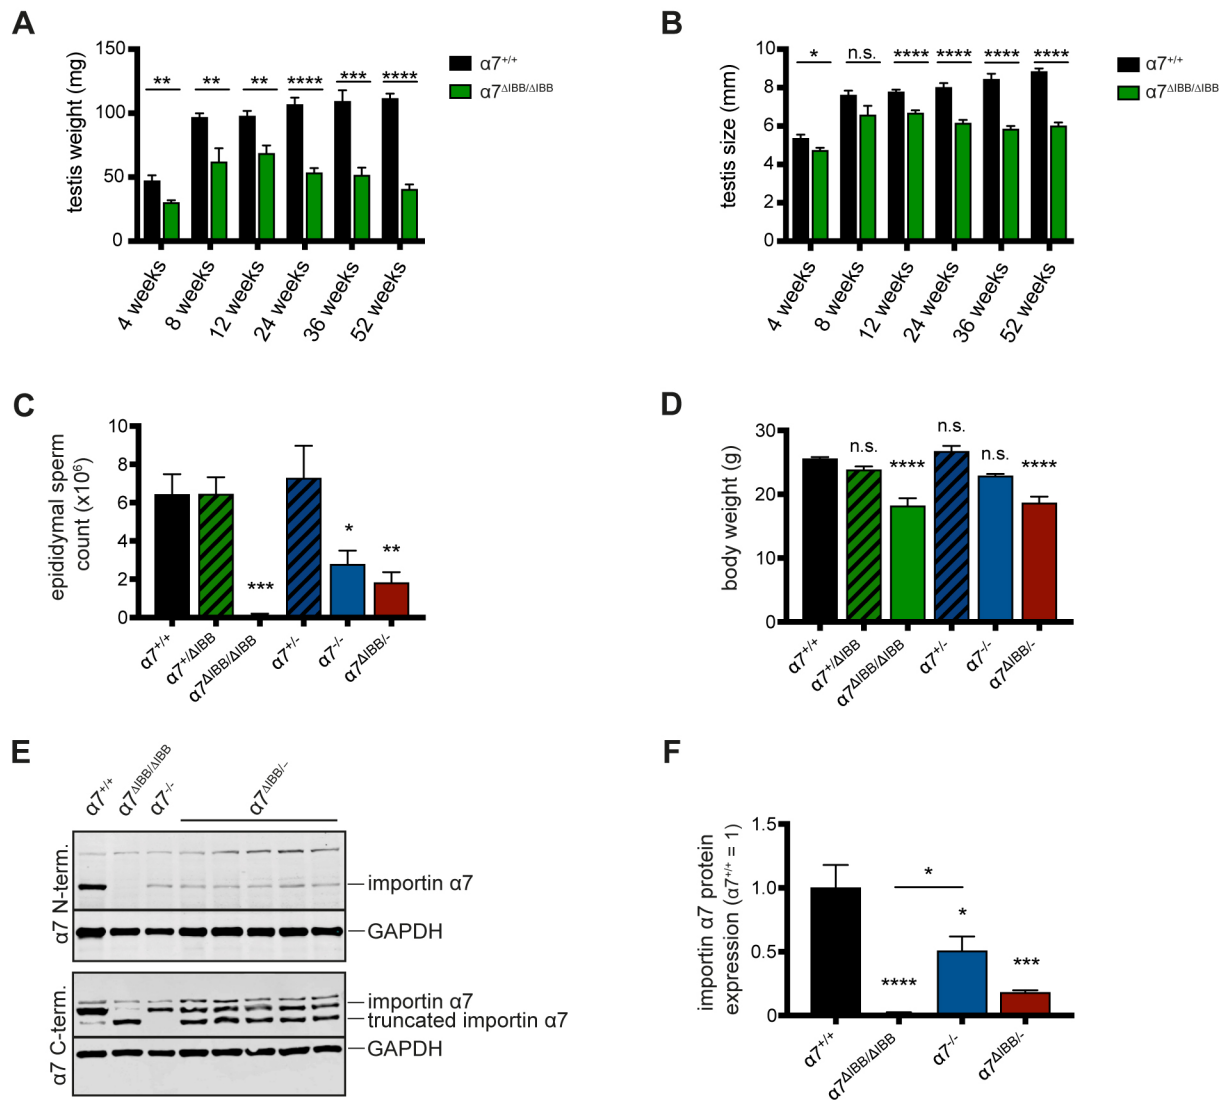 A
testis weight (mg)
150
100
50
0
** ** ** **** *** ****
α7+/+
α7ΔIBB/ΔIBB
4 weeks
8 weeks
12 weeks
24 weeks
36 weeks
52 weeks
B
testis size (mm)
10
8
6
4
2
0
* n.s. **** **** **** ****
α7+/+
α7ΔIBB/ΔIBB
4 weeks
8 weeks
12 weeks
24 weeks
36 weeks
52 weeks
C
epididymal sperm
count (x10⁶)
10
8
6
4
2
0
***
*
**
α7+/+
α7+/ΔIBB
α7ΔIBB/ΔIBB
α7+/-
α7-/-
α7ΔIBB/-
D
body weight (g)
30
20
10
0
n.s.
****
n.s.
n.s.
****
α7+/+
α7+/ΔIBB
α7ΔIBB/ΔIBB
α7+/-
α7-/-
α7ΔIBB/-
E
α7+/+
α7ΔIBB/ΔIBB
α7-/-
α7ΔIBB/-
α7 N-term.
importin α7
GAPDH
α7 C-term.
importin α7
truncated importin α7
GAPDH
F
importin α7 protein
expression (α7+/+ = 1)
1.5
1.0
0.5
0
****
*
*
***
α7+/+
α7ΔIBB/ΔIBB
α7-/-
α7ΔIBB/-